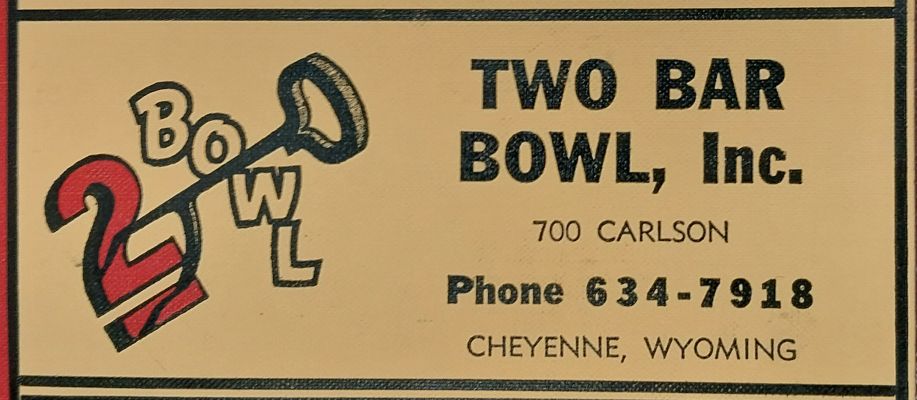 BOWL
2
TWO BAR
BOWL, Inc.
700 CARLSON
Phone 634-7918
CHEYENNE, WYOMING